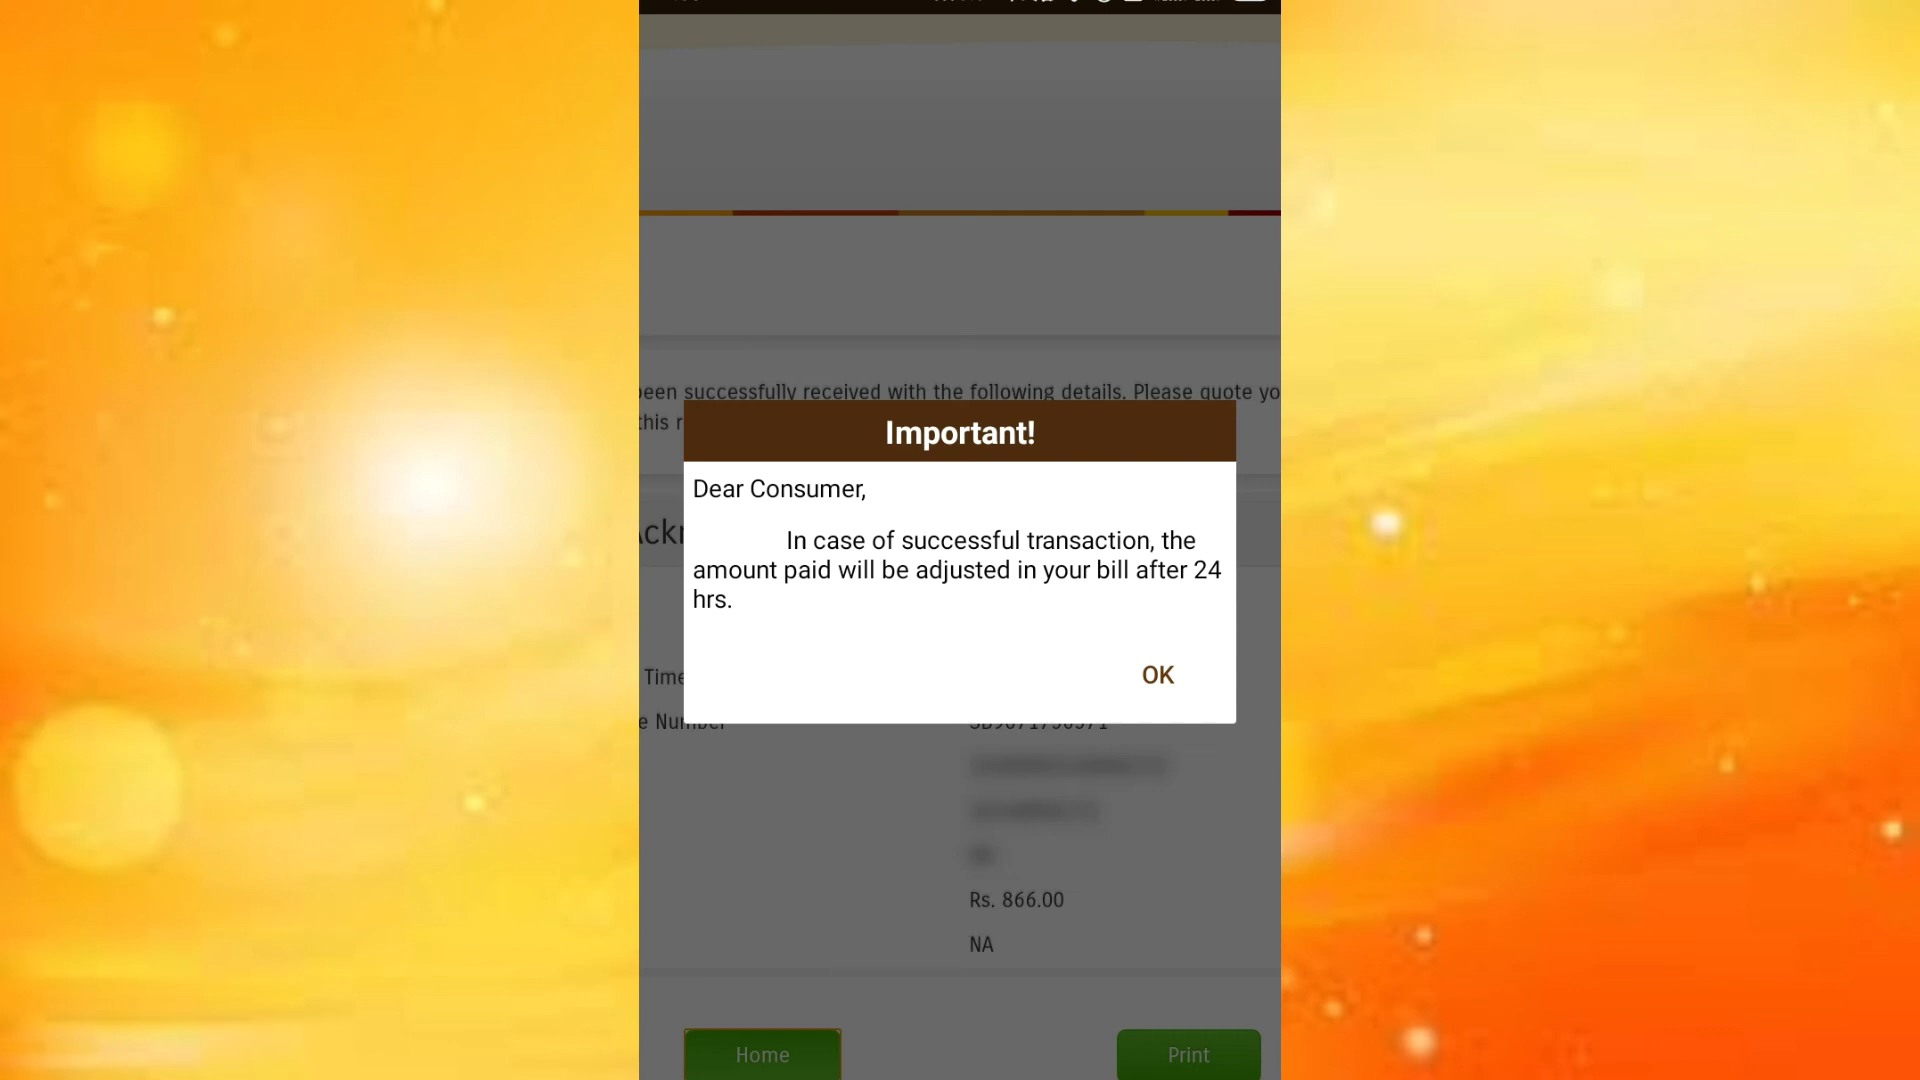 been successfully received with the following details. Please quote yo
this r
Important!
Dear Consumer,
In case of successful transaction, the
amount paid will be adjusted in your bill after 24
hrs.
Ackn
OK
Time
e Number
Rs. 866.00
NA
Home Print